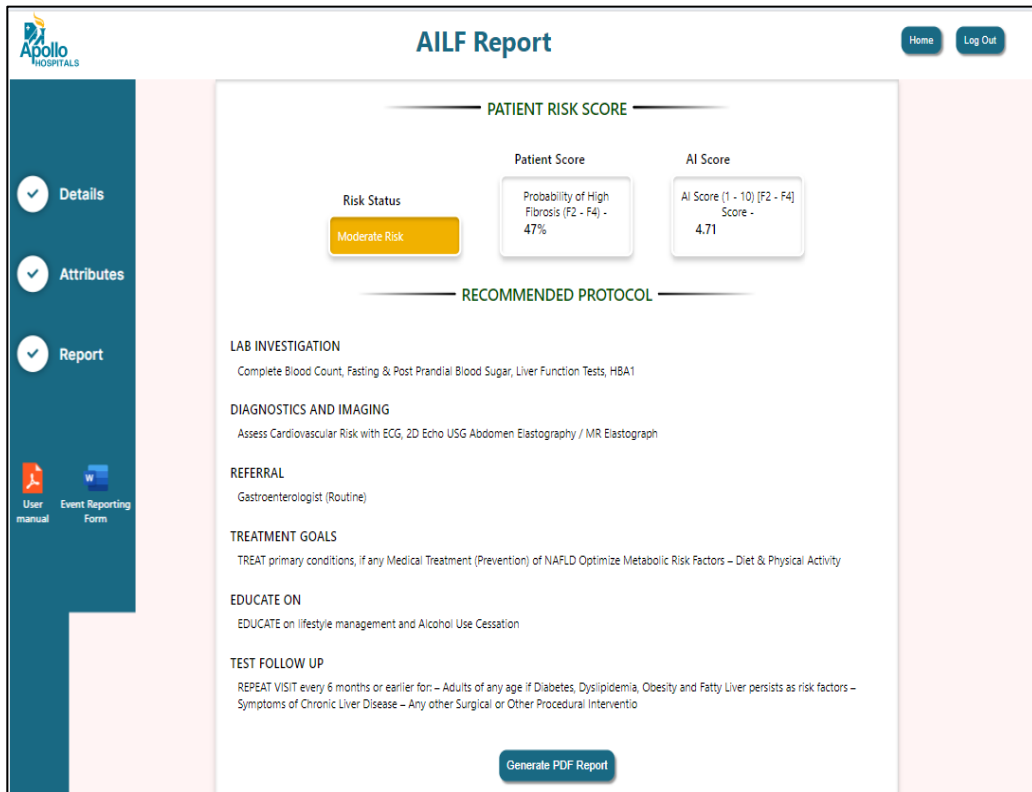 Apollo
HOSPITALS
AILF Report
Home
Log Out
Details
Attributes
Report
User
manual
Event Reporting
Form
PATIENT RISK SCORE
Risk Status
Moderate Risk
Patient Score
Probability of High
Fibrosis (F2 - F4) -
47%
AI Score
AI Score (1 - 10) [F2 - F4]
Score -
4.71
RECOMMENDED PROTOCOL
LAB INVESTIGATION
Complete Blood Count, Fasting & Post Prandial Blood Sugar, Liver Function Tests, HBA1
DIAGNOSTICS AND IMAGING
Assess Cardiovascular Risk with ECG, 2D Echo USG Abdomen Elastography / MR Elastograph
REFERRAL
Gastroenterologist (Routine)
TREATMENT GOALS
TREAT primary conditions, if any Medical Treatment (Prevention) of NAFLD Optimize Metabolic Risk Factors – Diet & Physical Activity
EDUCATE ON
EDUCATE on lifestyle management and Alcohol Use Cessation
TEST FOLLOW UP
REPEAT VISIT every 6 months or earlier for: – Adults of any age if Diabetes, Dyslipidemia, Obesity and Fatty Liver persists as risk factors –
Symptoms of Chronic Liver Disease – Any other Surgical or Other Procedural Interventio
Generate PDF Report